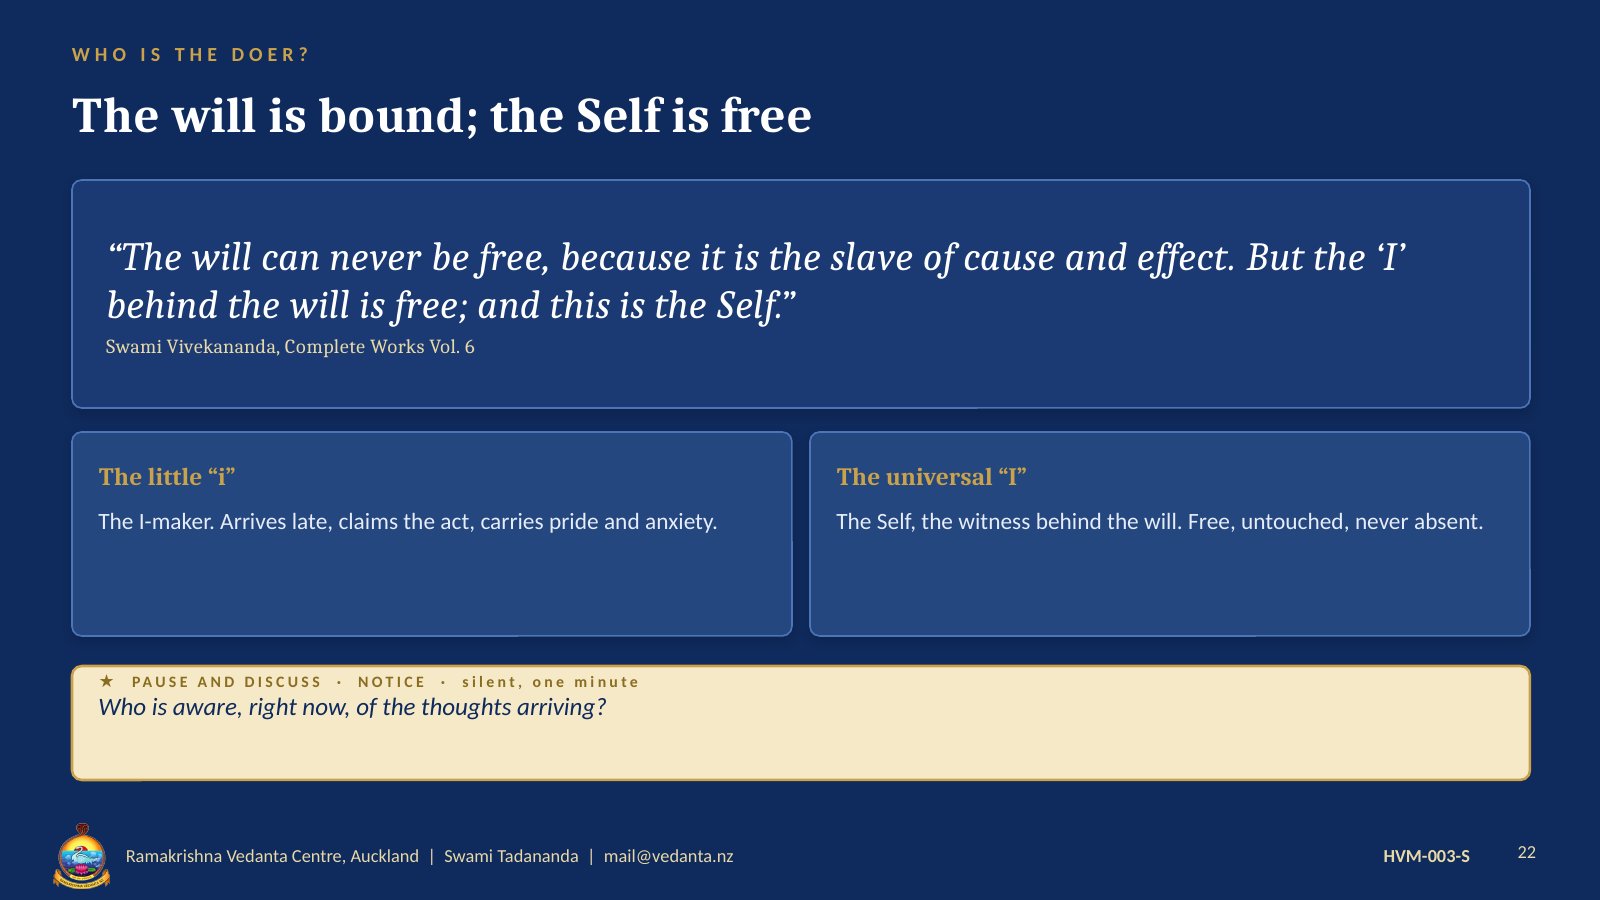 WHO IS THE DOER?
The will is bound; the Self is free
“The will can never be free, because it is the slave of cause and effect. But the ‘I’
behind the will is free; and this is the Self.”
Swami Vivekananda, Complete Works Vol. 6
The little “i”
The I-maker. Arrives late, claims the act, carries pride and anxiety.
The universal “I”
The Self, the witness behind the will. Free, untouched, never absent.
★ PAUSE AND DISCUSS · NOTICE · silent, one minute
Who is aware, right now, of the thoughts arriving?
Ramakrishna Vedanta Centre, Auckland | Swami Tadananda | mail@vedanta.nz
HVM-003-S
22